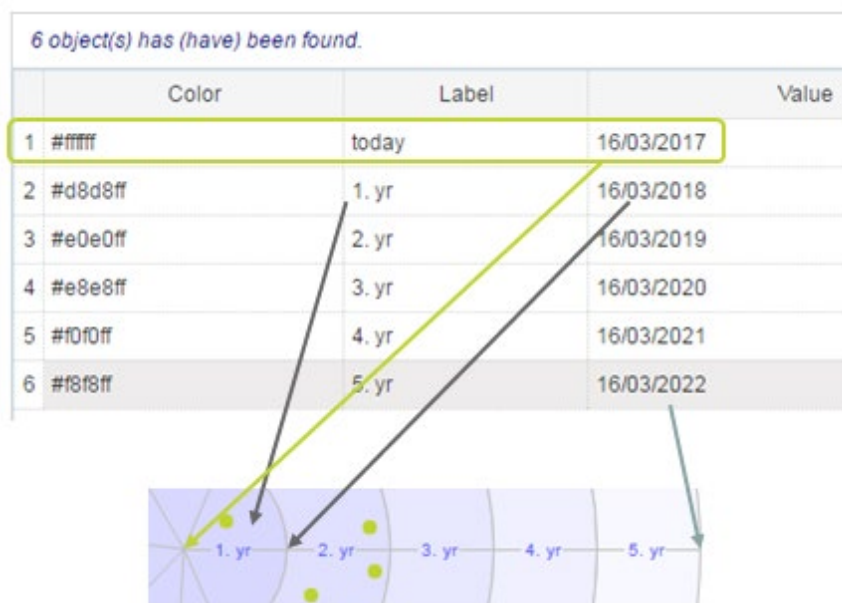 6 object(s) has (have) been found.
Color Label Value
1 #ffffff today 16/03/2017
2 #d8d8ff 1. yr 16/03/2018
3 #e0e0ff 2. yr 16/03/2019
4 #e8e8ff 3. yr 16/03/2020
5 #f0f0ff 4. yr 16/03/2021
6 #f8f8ff 5. yr 16/03/2022
1. yr 2. yr 3. yr 4. yr 5. yr